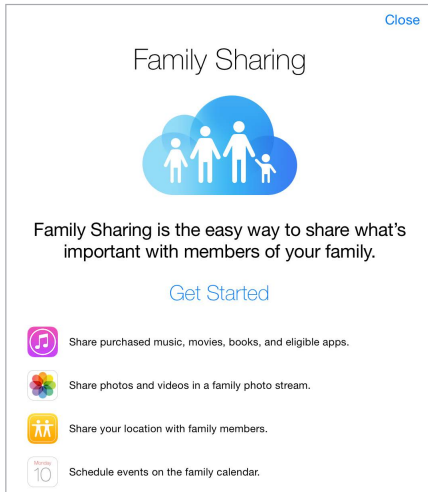 Close
Family Sharing
Family Sharing is the easy way to share what's
important with members of your family.
Get Started
Share purchased music, movies, books, and eligible apps.
Share photos and videos in a family photo stream.
Share your location with family members.
Monday
10
Schedule events on the family calendar.